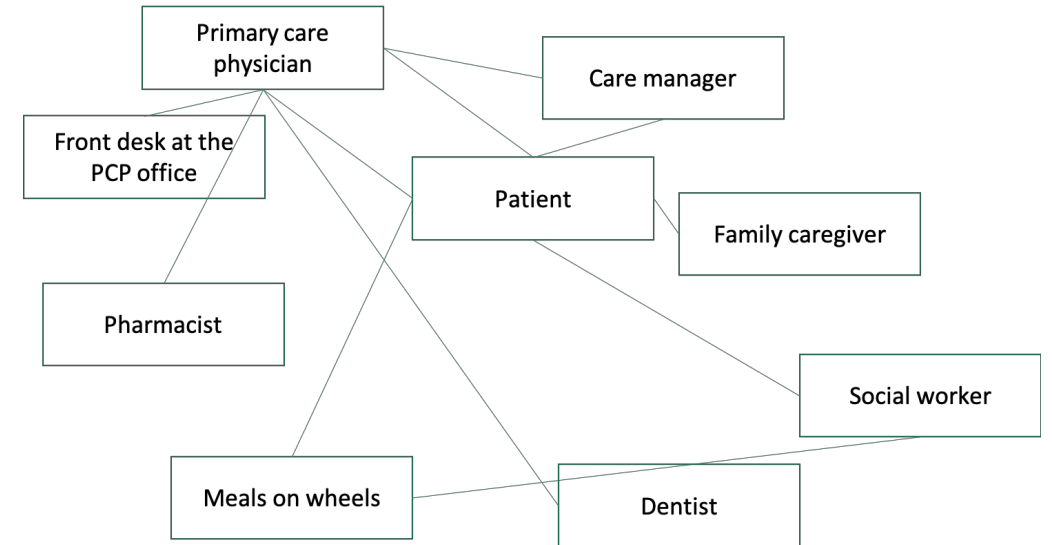 Primary care
physician
Care manager
Front desk at the
PCP office
Patient
Family caregiver
Pharmacist
Social worker
Meals on wheels
Dentist